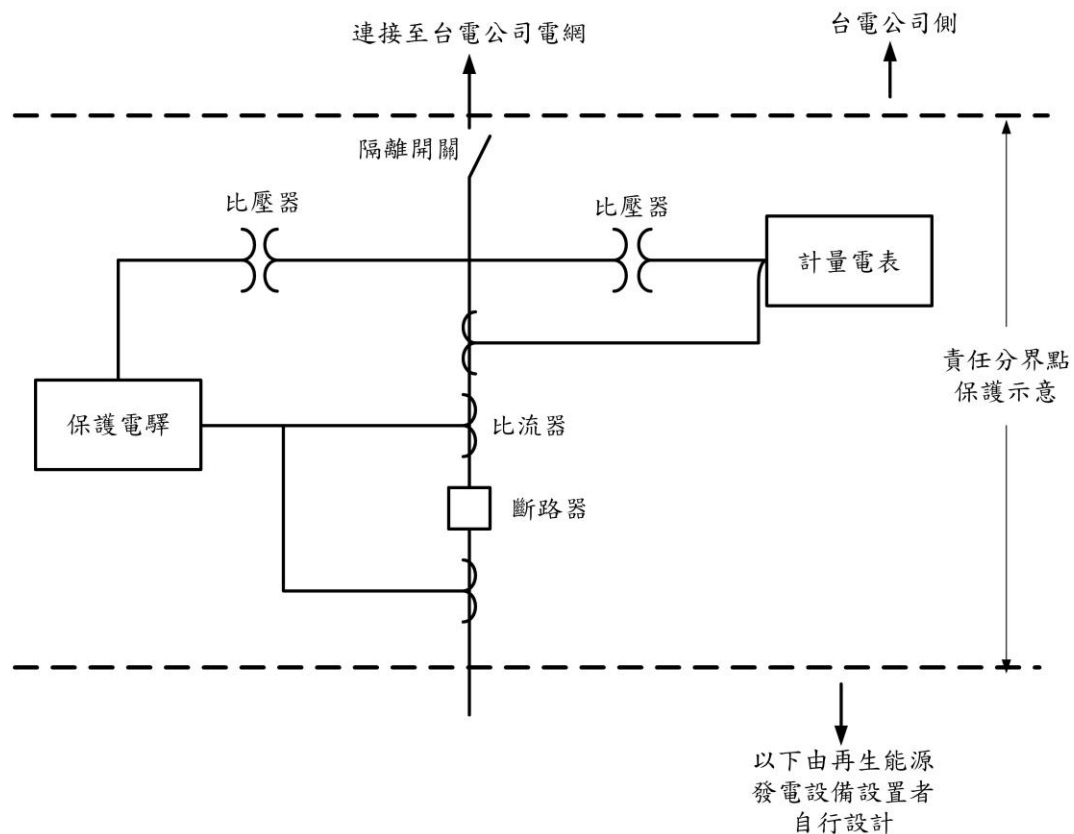 連接至台電公司電網
台電公司側
隔離開關
比壓器
比壓器
計量電表
責任分界點
保護示意
保護電驛
比流器
斷路器
以下由再生能源
發電設備設置者
自行設計